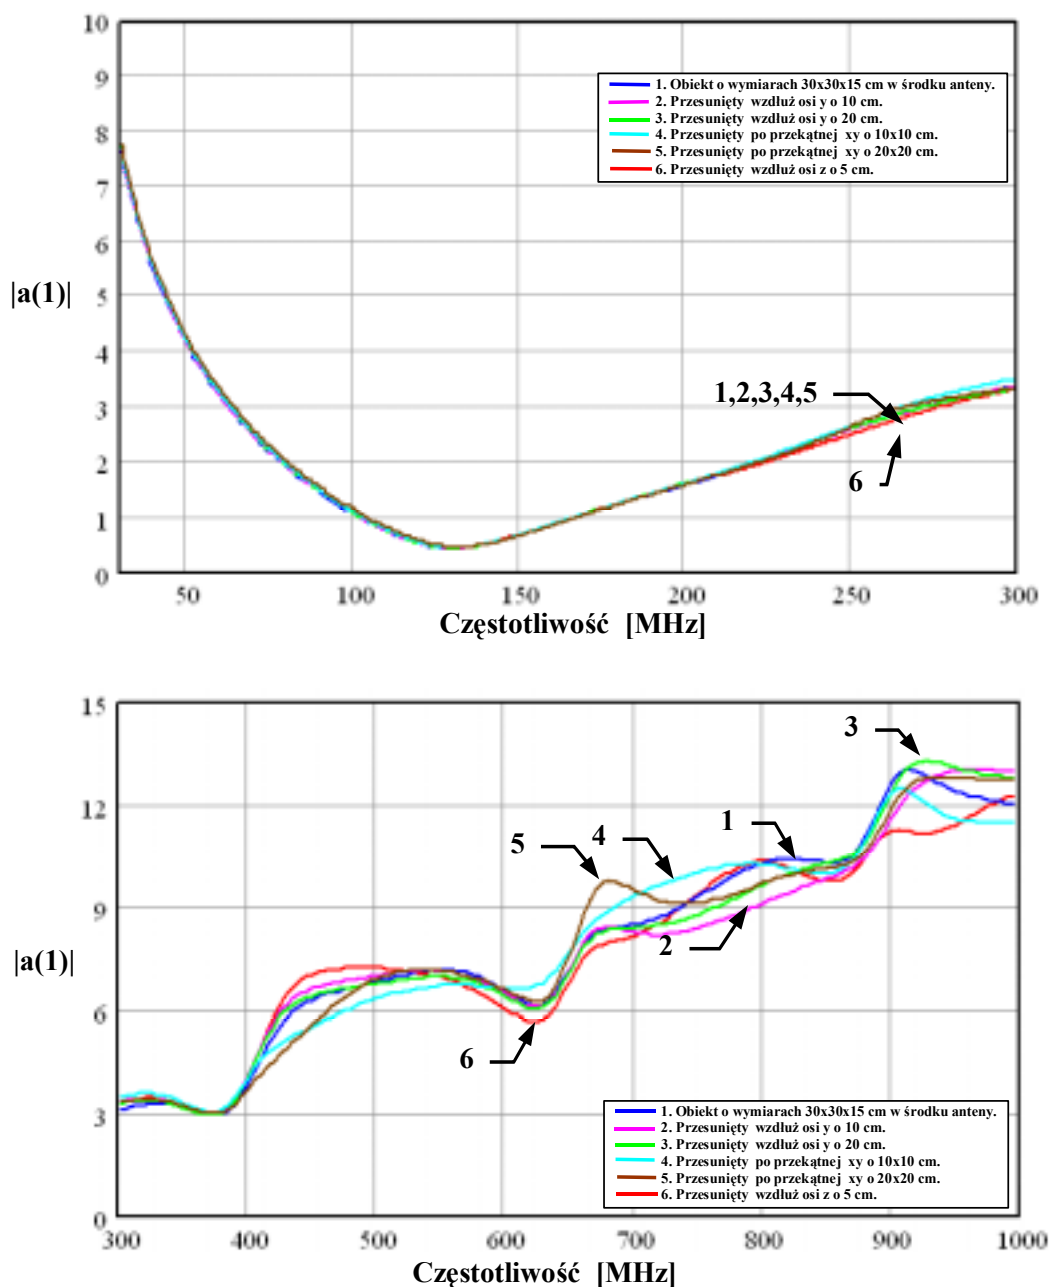 10
9
8
7
6
|a(1)|
5
4
3
2
1
0
1. Obiekt o wymiarach 30x30x15 cm w środku anteny.
2. Przesunięty wzdłuż osi y o 10 cm.
3. Przesunięty wzdłuż osi y o 20 cm.
4. Przesunięty po przekątnej xy o 10x10 cm.
5. Przesunięty po przekątnej xy o 20x20 cm.
6. Przesunięty wzdłuż osi z o 5 cm.
1,2,3,4,5
6
50 100 150 200 250 300
Częstotliwość [MHz]
15
12
9
|a(1)|
6
3
0
3
1
4
5
2
6
1. Obiekt o wymiarach 30x30x15 cm w środku anteny.
2. Przesunięty wzdłuż osi y o 10 cm.
3. Przesunięty wzdłuż osi y o 20 cm.
4. Przesunięty po przekątnej xy o 10x10 cm.
5. Przesunięty po przekątnej xy o 20x20 cm.
6. Przesunięty wzdłuż osi z o 5 cm.
300 400 500 600 700 800 900 1000
Częstotliwość [MHz]